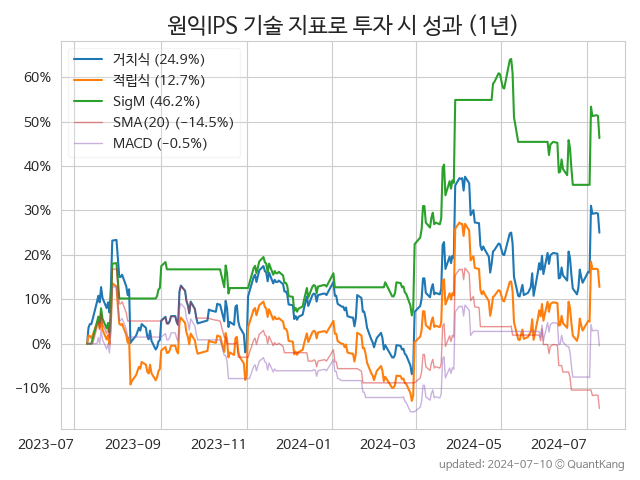 원익IPS 기술 지표로 투자 시 성과 (1년)
거치식 (24.9%)
적립식 (12.7%)
SigM (46.2%)
SMA(20) (−14.5%)
MACD (−0.5%)
60%
50%
40%
30%
20%
10%
0%
−10%
2023-07 2023-09 2023-11 2024-01 2024-03 2024-05 2024-07
updated: 2024-07-10 © QuantKang